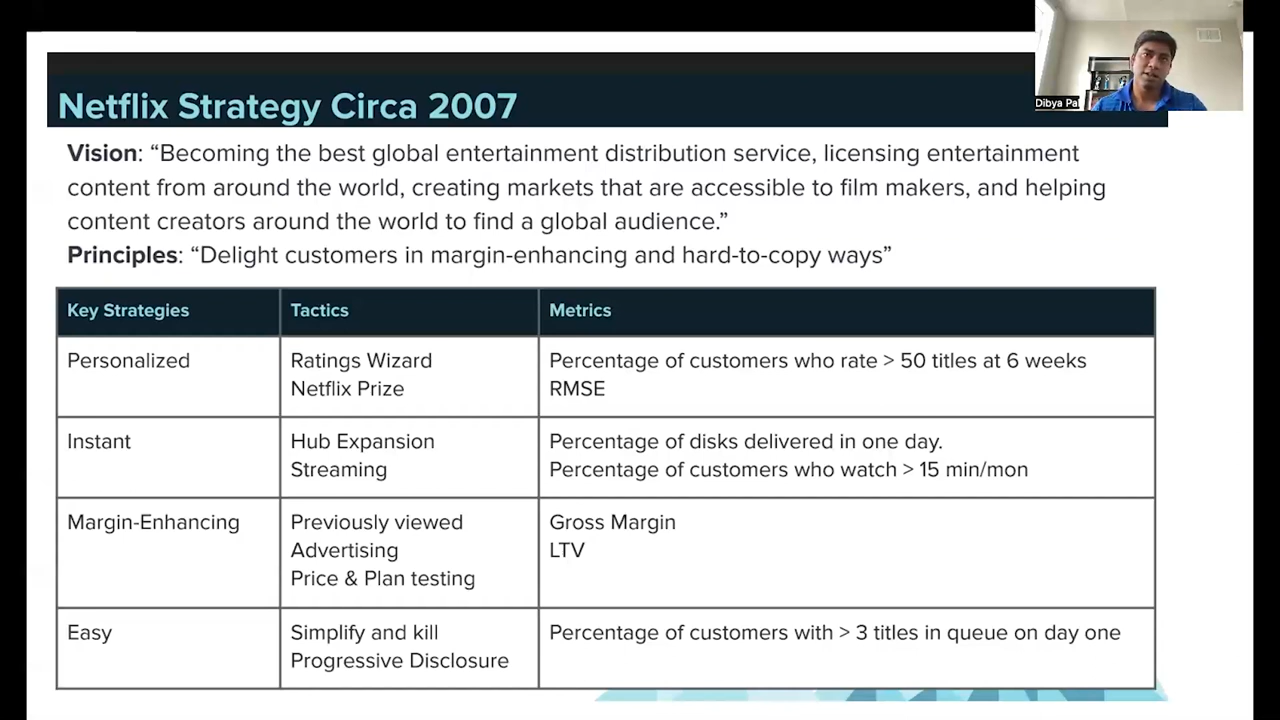 Netflix Strategy Circa 2007
Dibya Pa
Vision: “Becoming the best global entertainment distribution service, licensing entertainment
content from around the world, creating markets that are accessible to film makers, and helping
content creators around the world to find a global audience.”
Principles: “Delight customers in margin-enhancing and hard-to-copy ways”
Key Strategies Tactics Metrics
Personalized Ratings Wizard Percentage of customers who rate > 50 titles at 6 weeks
Netflix Prize RMSE
Instant Hub Expansion Percentage of disks delivered in one day.
Streaming Percentage of customers who watch > 15 min/mon
Margin-Enhancing Previously viewed Gross Margin
Advertising LTV
Price & Plan testing
Easy Simplify and kill Percentage of customers with > 3 titles in queue on day one
Progressive Disclosure